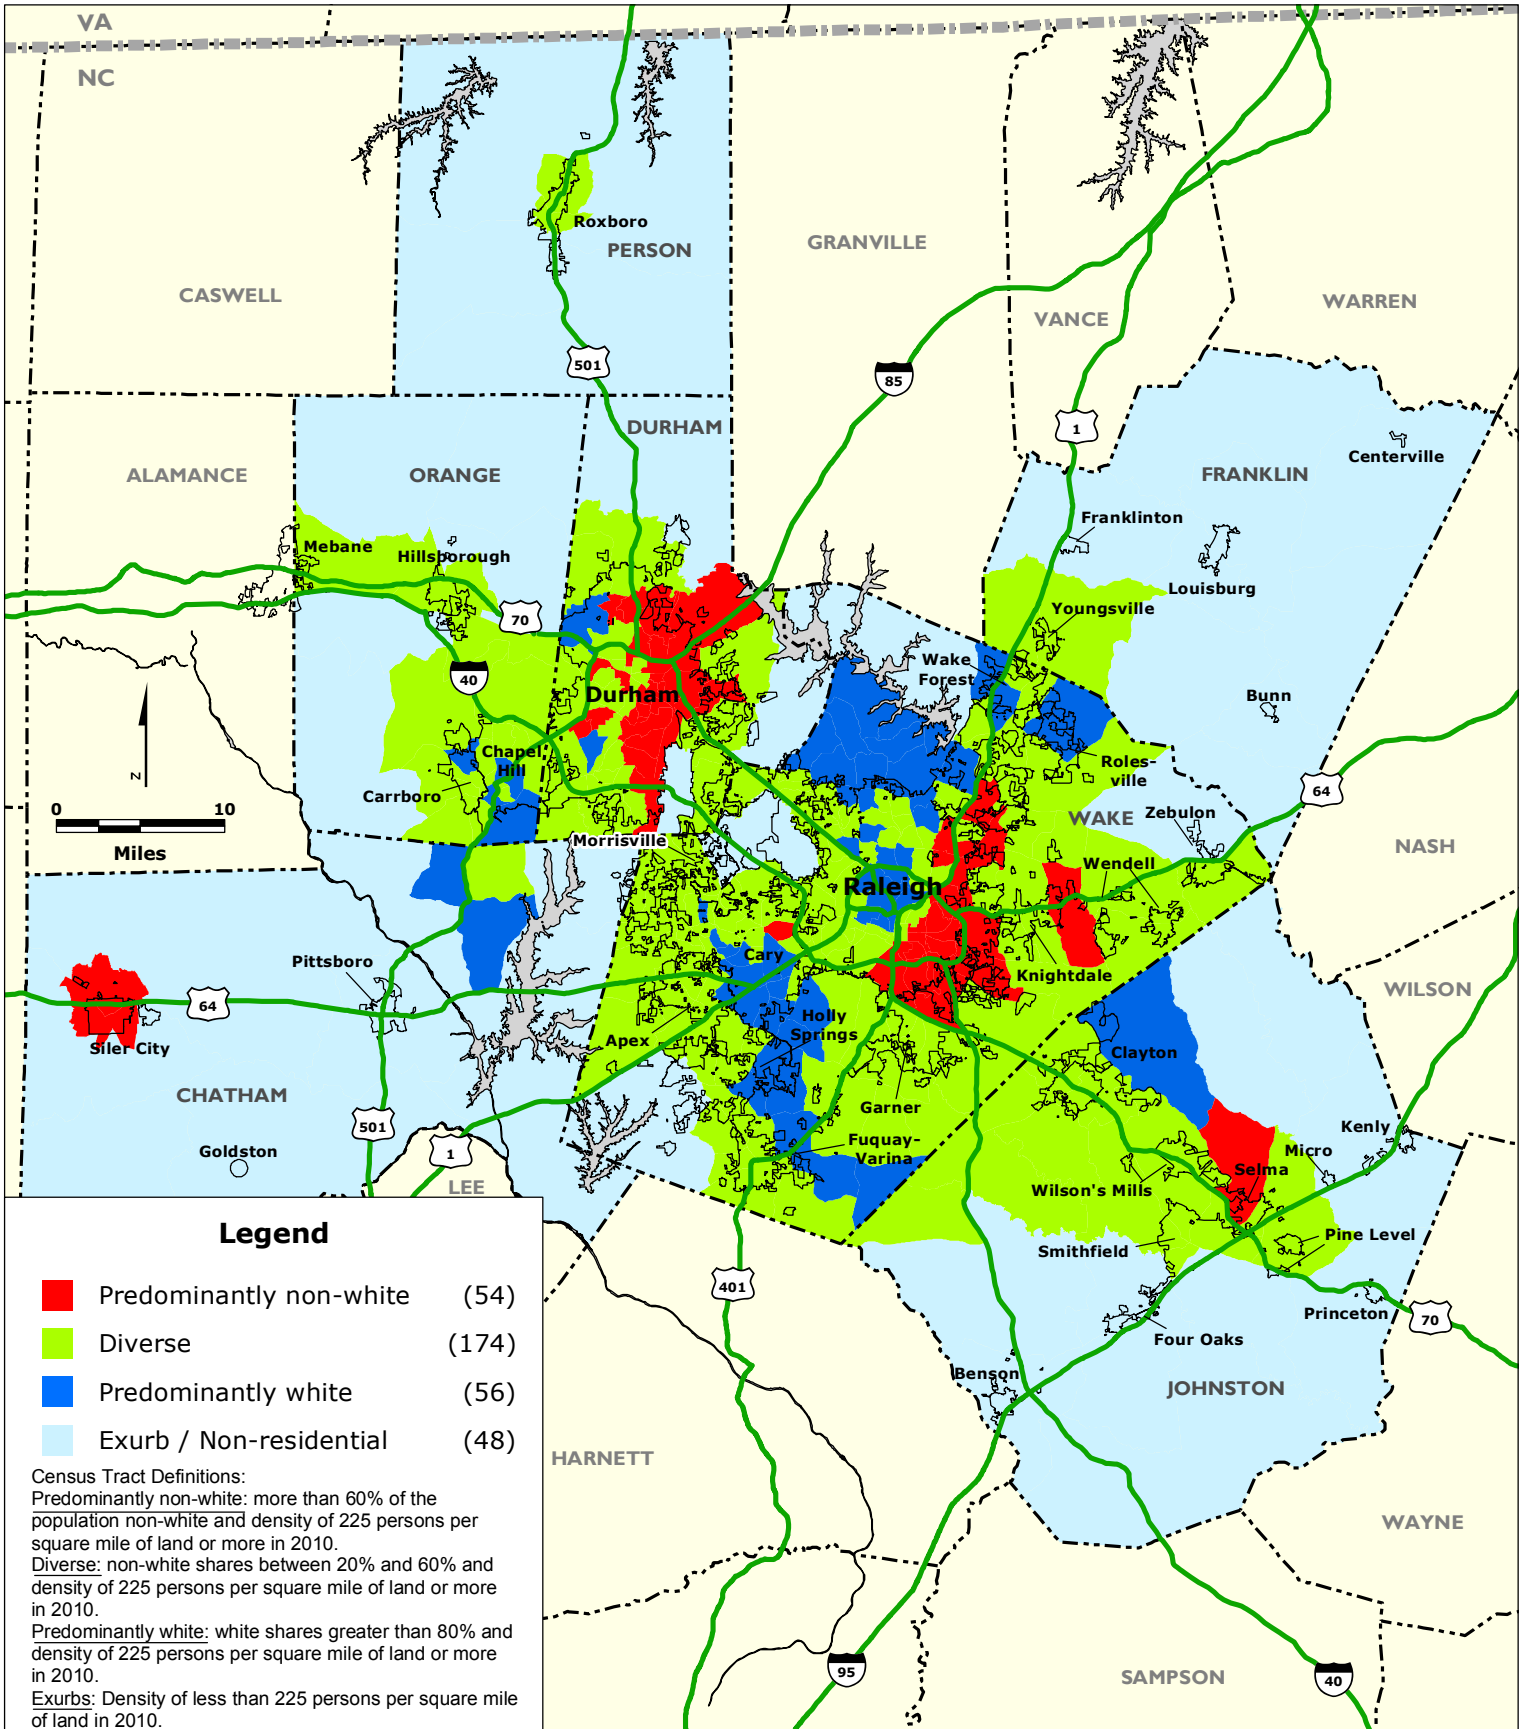 VA
NC
Roxboro
PERSON
GRANVILLE
CASWELL
VANCE
WARREN
501
85
1
DURHAM
Centerville
ALAMANCE
ORANGE
FRANKLIN
Franklinton
Mebane
Hillsborough
Louisburg
Youngsville
70
Wake
Forest
40
Durham
Bunn
N
Chapel
Hill
Roles-
ville
Carrboro
64
0
10
Miles
WAKE
Zebulon
Morrisville
NASH
Wendell
Raleigh
Cary
Pittsboro
Knightdale
64
WILSON
Holly
Springs
Siler City
Apex
Clayton
CHATHAM
Garner
501
Kenly
Goldston
1
Fuquay-
Varina
Micro
LEE
Selma
Wilson's Mills
Pine Level
Smithfield
401
Princeton
70
Four Oaks
Benson
JOHNSTON
HARNETT
WAYNE
95
SAMPSON
40
Legend
Predominantly non-white (54)
Diverse (174)
Predominantly white (56)
Exurb / Non-residential (48)
Census Tract Definitions:
Predominantly non-white: more than 60% of the
population non-white and density of 225 persons per
square mile of land or more in 2010.
Diverse: non-white shares between 20% and 60% and
density of 225 persons per square mile of land or more
in 2010.
Predominantly white: white shares greater than 80% and
density of 225 persons per square mile of land or more
in 2010.
Exurbs: Density of less than 225 persons per square mile
of land in 2010.